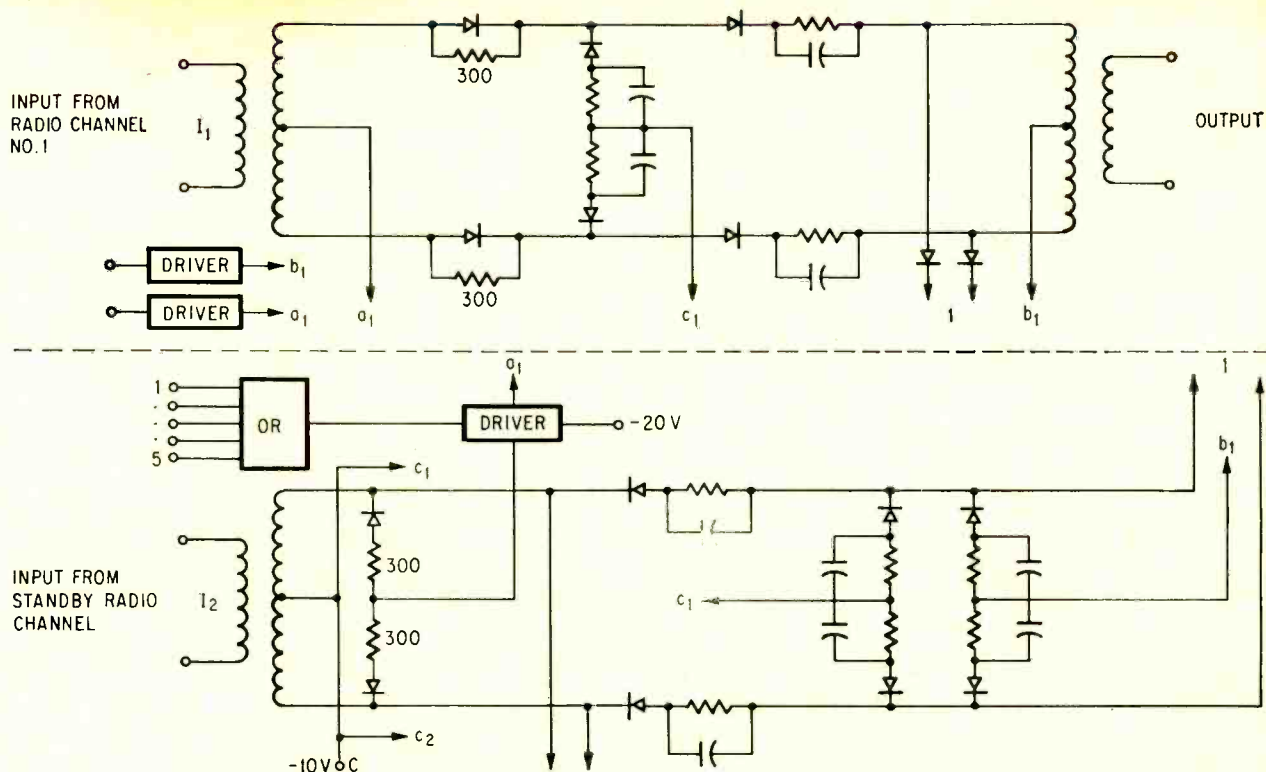 INPUT FROM
RADIO CHANNEL
NO.1
I₁
300
300
OUTPUT
DRIVER
b₁
DRIVER
a₁
a₁
c₁
1
b₁
a₁
1
1
.
.
.
5
OR
DRIVER
-20 V
c₁
b₁
INPUT FROM
STANDBY RADIO
CHANNEL
I₂
300
300
c₁
c₂
-10V C